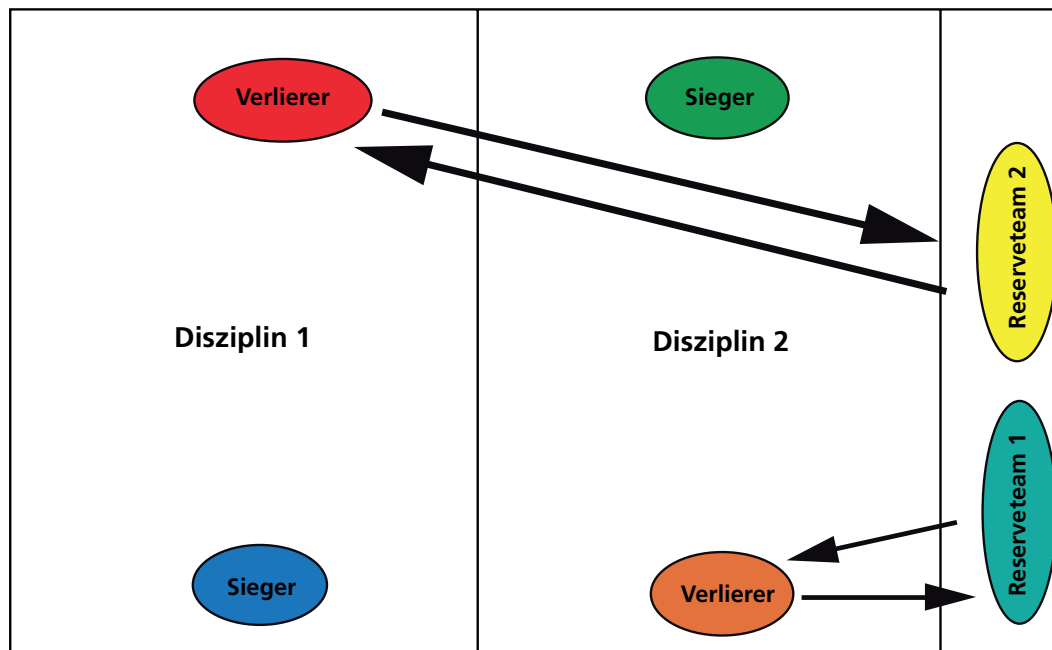 Verlierer
Sieger
Reserveteam 2
Disziplin 1
Disziplin 2
Reserveteam 1
Sieger
Verlierer